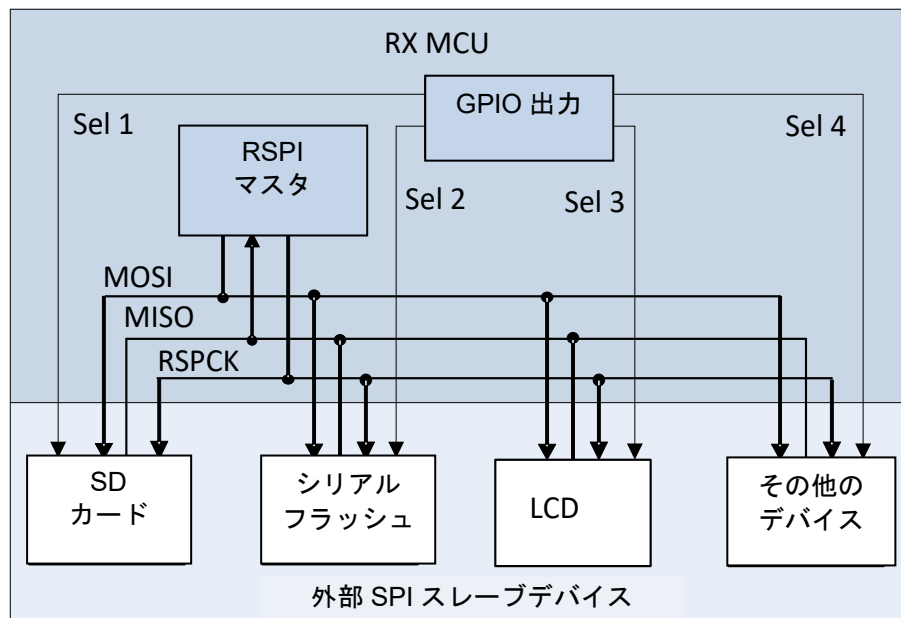 RX MCU
GPIO 出力
Sel 1
Sel 4
RSPI
マスタ
Sel 2
Sel 3
MOSI
MISO
RSPCK
SD
カード
シリアル
フラッシュ
LCD
その他の
デバイス
外部 SPI スレーブデバイス